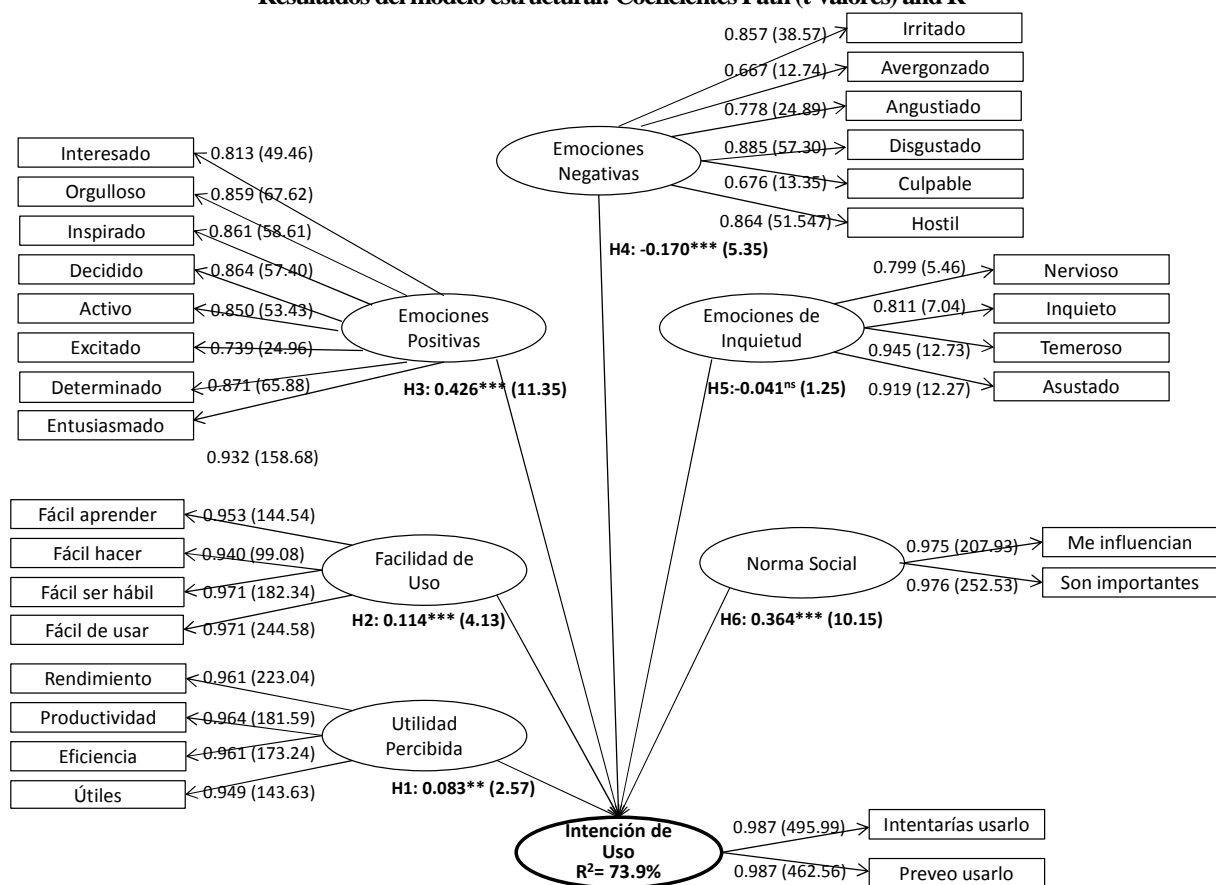 Resultados del modelo estructural: Coeficientes Path (t-valores) and R
0.857 (38.57)
Irritado
0.667 (12.74)
Avergonzado
0.778 (24.89)
Angustiado
0.885 (57.30)
Disgustado
0.676 (13.35)
Culpable
0.864 (51.547)
Hostil
Emociones
Negativas
H4: -0.170*** (5.35)
Interesado
0.813 (49.46)
Orgulloso
0.859 (67.62)
Inspirado
0.861 (58.61)
Decidido
0.864 (57.40)
Activo
0.850 (53.43)
Excitado
0.739 (24.96)
Determinado
0.871 (65.88)
Entusiasmado
0.932 (158.68)
Emociones
Positivas
H3: 0.426*** (11.35)
Emociones de
Inquietud
H5:-0.041ns (1.25)
0.799 (5.46)
Nervioso
0.811 (7.04)
Inquieto
0.945 (12.73)
Temeroso
0.919 (12.27)
Asustado
Fácil aprender
0.953 (144.54)
Fácil hacer
0.940 (99.08)
Fácil ser hábil
0.971 (182.34)
Fácil de usar
0.971 (244.58)
Facilidad de
Uso
H2: 0.114*** (4.13)
Norma Social
0.975 (207.93)
Me influencian
0.976 (252.53)
Son importantes
H6: 0.364*** (10.15)
Rendimiento
0.961 (223.04)
Productividad
0.964 (181.59)
Eficiencia
0.961 (173.24)
Útiles
0.949 (143.63)
Utilidad
Percibida
H1: 0.083** (2.57)
Intención de
Uso
R²= 73.9%
0.987 (495.99)
Intentarías usarlo
0.987 (462.56)
Preveo usarlo